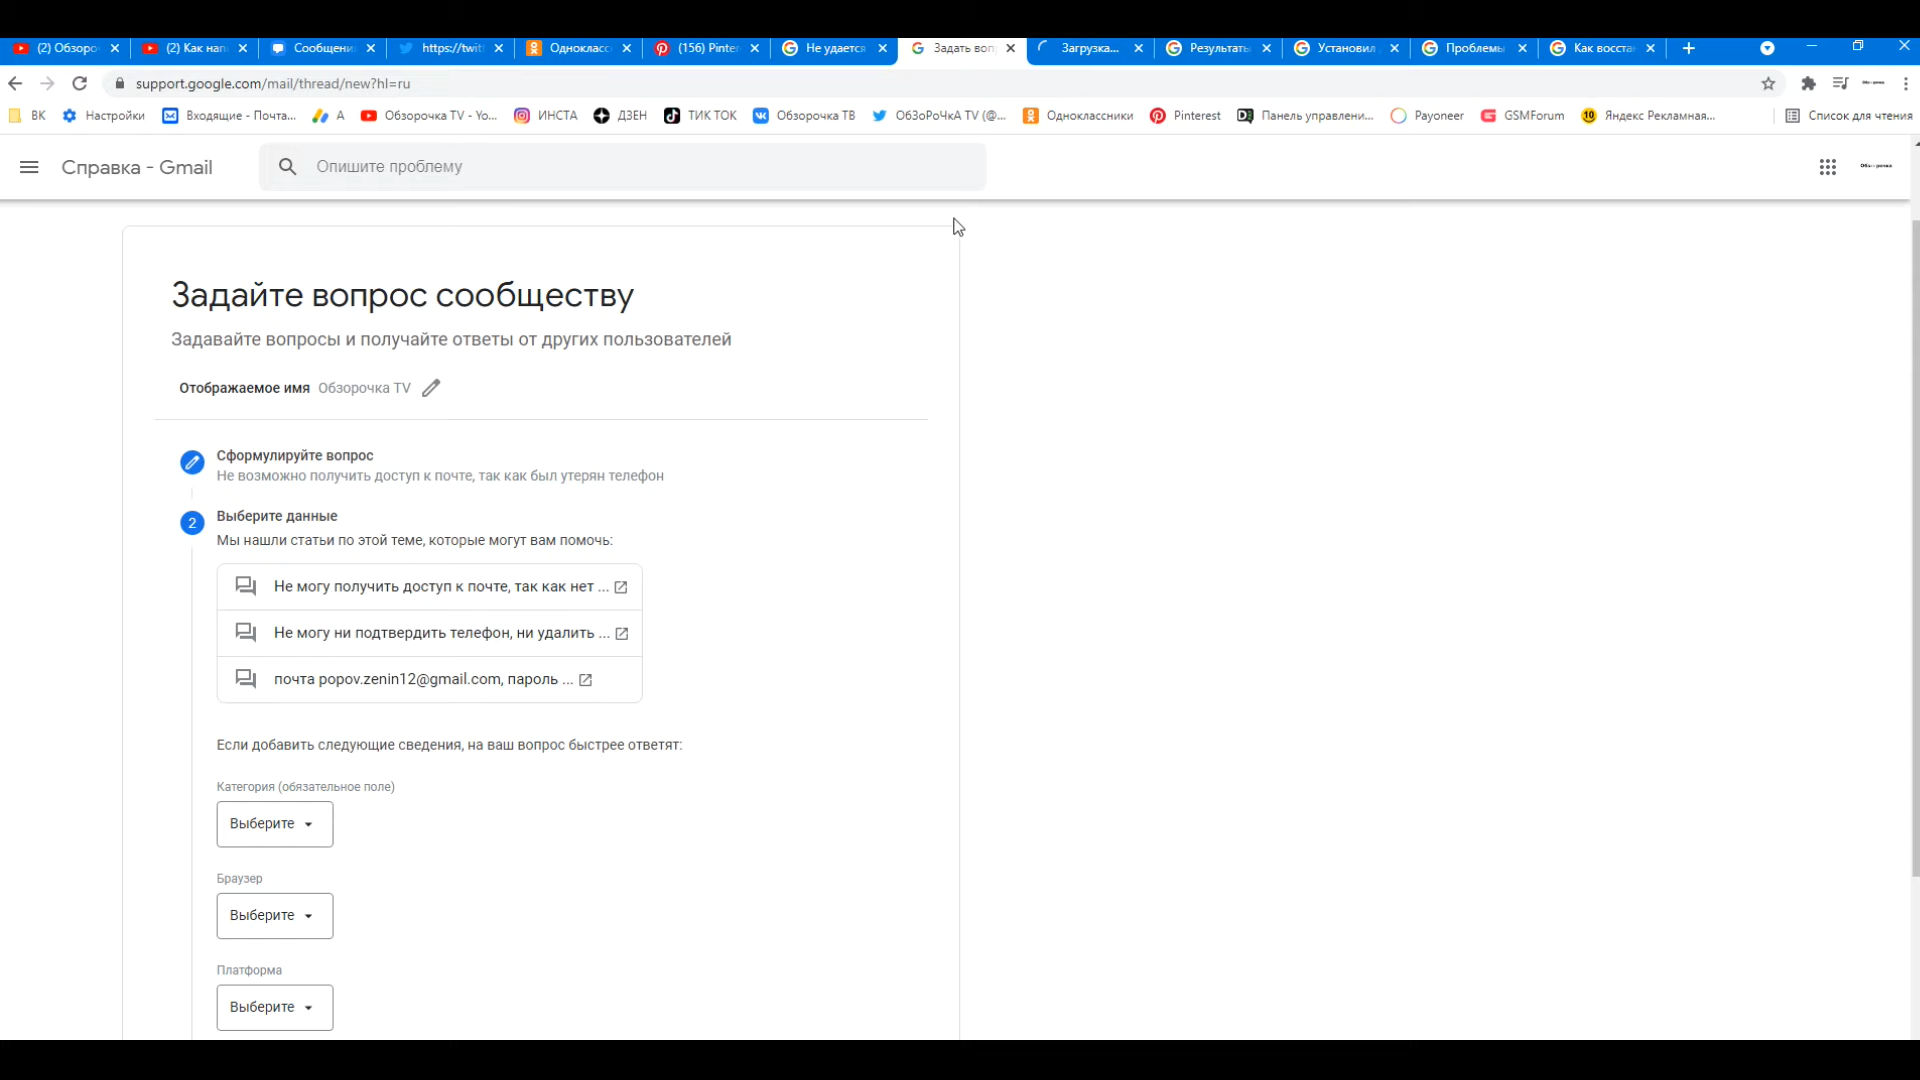 (2) Обзоро
(2) Как нап
Сообщени
https://twit
Однокласс
(156) Pinter
Не удается
Задать воп
Загрузка...
Результать
Установил
Проблемы
Как восста
support.google.com/mail/thread/new?hl=ru
ВК
Настройки
Входящие - Почта...
А
Обзорочка TV - Yo...
ИНСТА
ДЗЕН
ТИК ТОК
Обзорочка ТВ
ОбЗоРоЧкА TV (@...
Одноклассники
Pinterest
Панель управлени...
Payoneer
GSMForum
Яндекс Рекламная...
Список для чтения
Справка - Gmail
Опишите проблему
Задайте вопрос сообществу
Задавайте вопросы и получайте ответы от других пользователей
Отображаемое имя Обзорочка TV
Сформулируйте вопрос
Не возможно получить доступ к почте, так как был утерян телефон
2
Выберите данные
Мы нашли статьи по этой теме, которые могут вам помочь:
Не могу получить доступ к почте, так как нет ...
Не могу ни подтвердить телефон, ни удалить ...
почта popov.zenin12@gmail.com, пароль ...
Если добавить следующие сведения, на ваш вопрос быстрее ответят:
Категория (обязательное поле)
Выберите
Браузер
Выберите
Платформа
Выберите